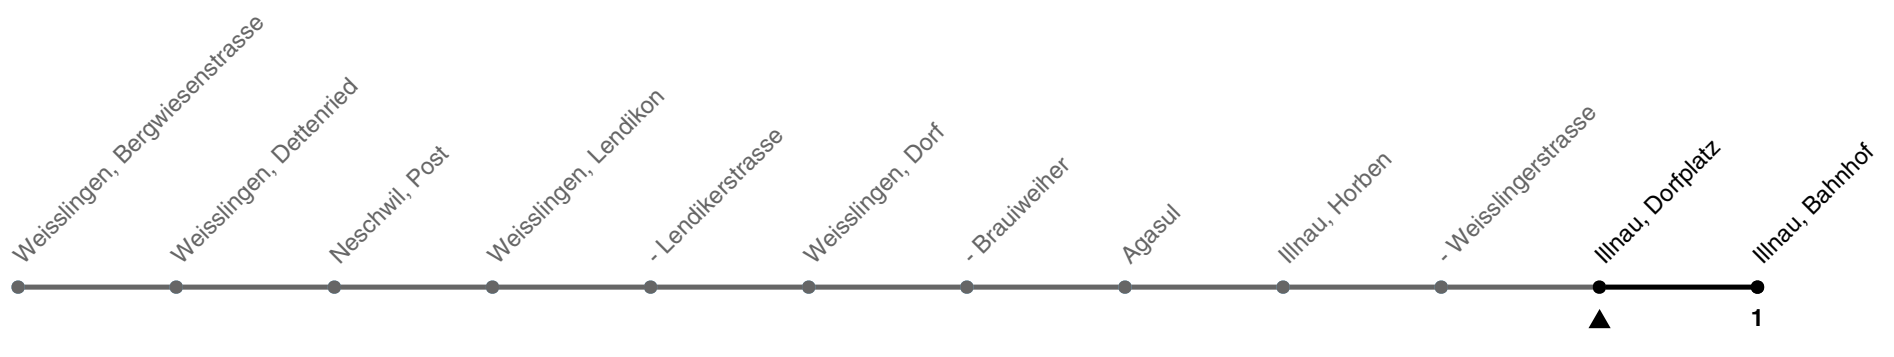 Weisslingen, Bergwiesenstrasse
Weisslingen, Dettenried
Neschwil, Post
Weisslingen, Lendikon
- Lendikerstrasse
Weisslingen, Dorf
- Brauiweiher
Agasul
Illnau, Horben
- Weisslingerstrasse
Illnau, Dorfplatz
Illnau, Bahnhof
1